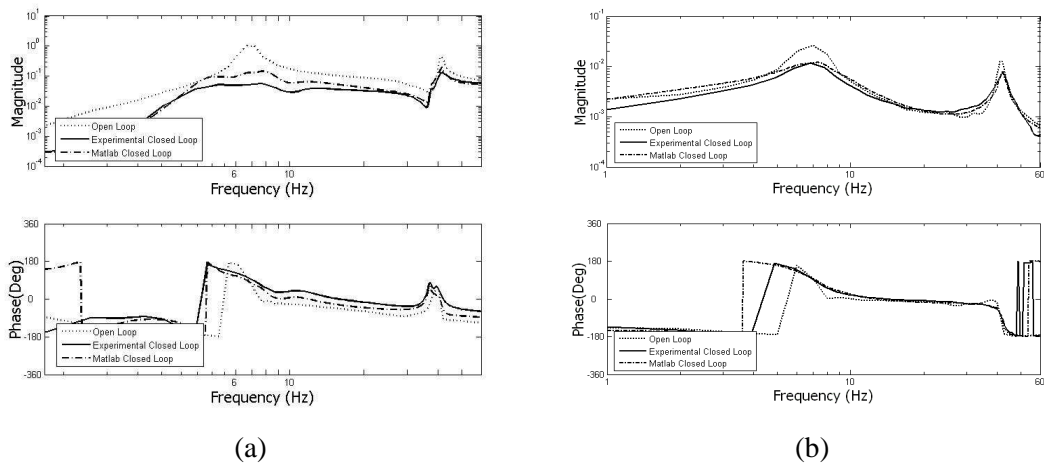 10^1
10^0
10^-1
10^-2
10^-3
10^-4
Magnitude
Open Loop
Experimental Closed Loop
Matlab Closed Loop
6
10
Frequency (Hz)
360
180
0
-180
-360
Phase(Deg)
Open Loop
Experimental Closed Loop
Matlab Closed Loop
6
10
Frequency (Hz)
(a)
10^-1
10^-2
10^-3
10^-4
Magnitude
Open Loop
Experimental Closed Loop
Matlab Closed Loop
1
10
60
Frequency (Hz)
360
180
0
-180
-360
Phase(Deg)
Open Loop
Experimental Closed Loop
Matlab Closed Loop
1
10
60
Frequency (Hz)
(b)